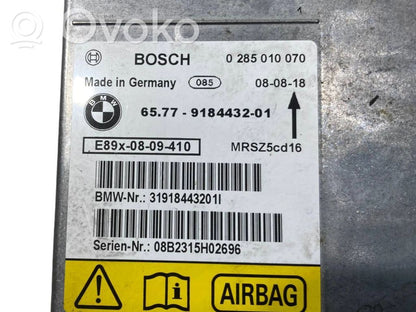 Ovoko
BOSCH 0 285 010 070
Made in Germany 085 08-08-18
BMW 65.77 - 9184432-01
E89x-08-09-410 MRSZ5cd16
BMW-Nr.: 31918443201I
Serien-Nr.: 08B2315H02696
AIRBAG